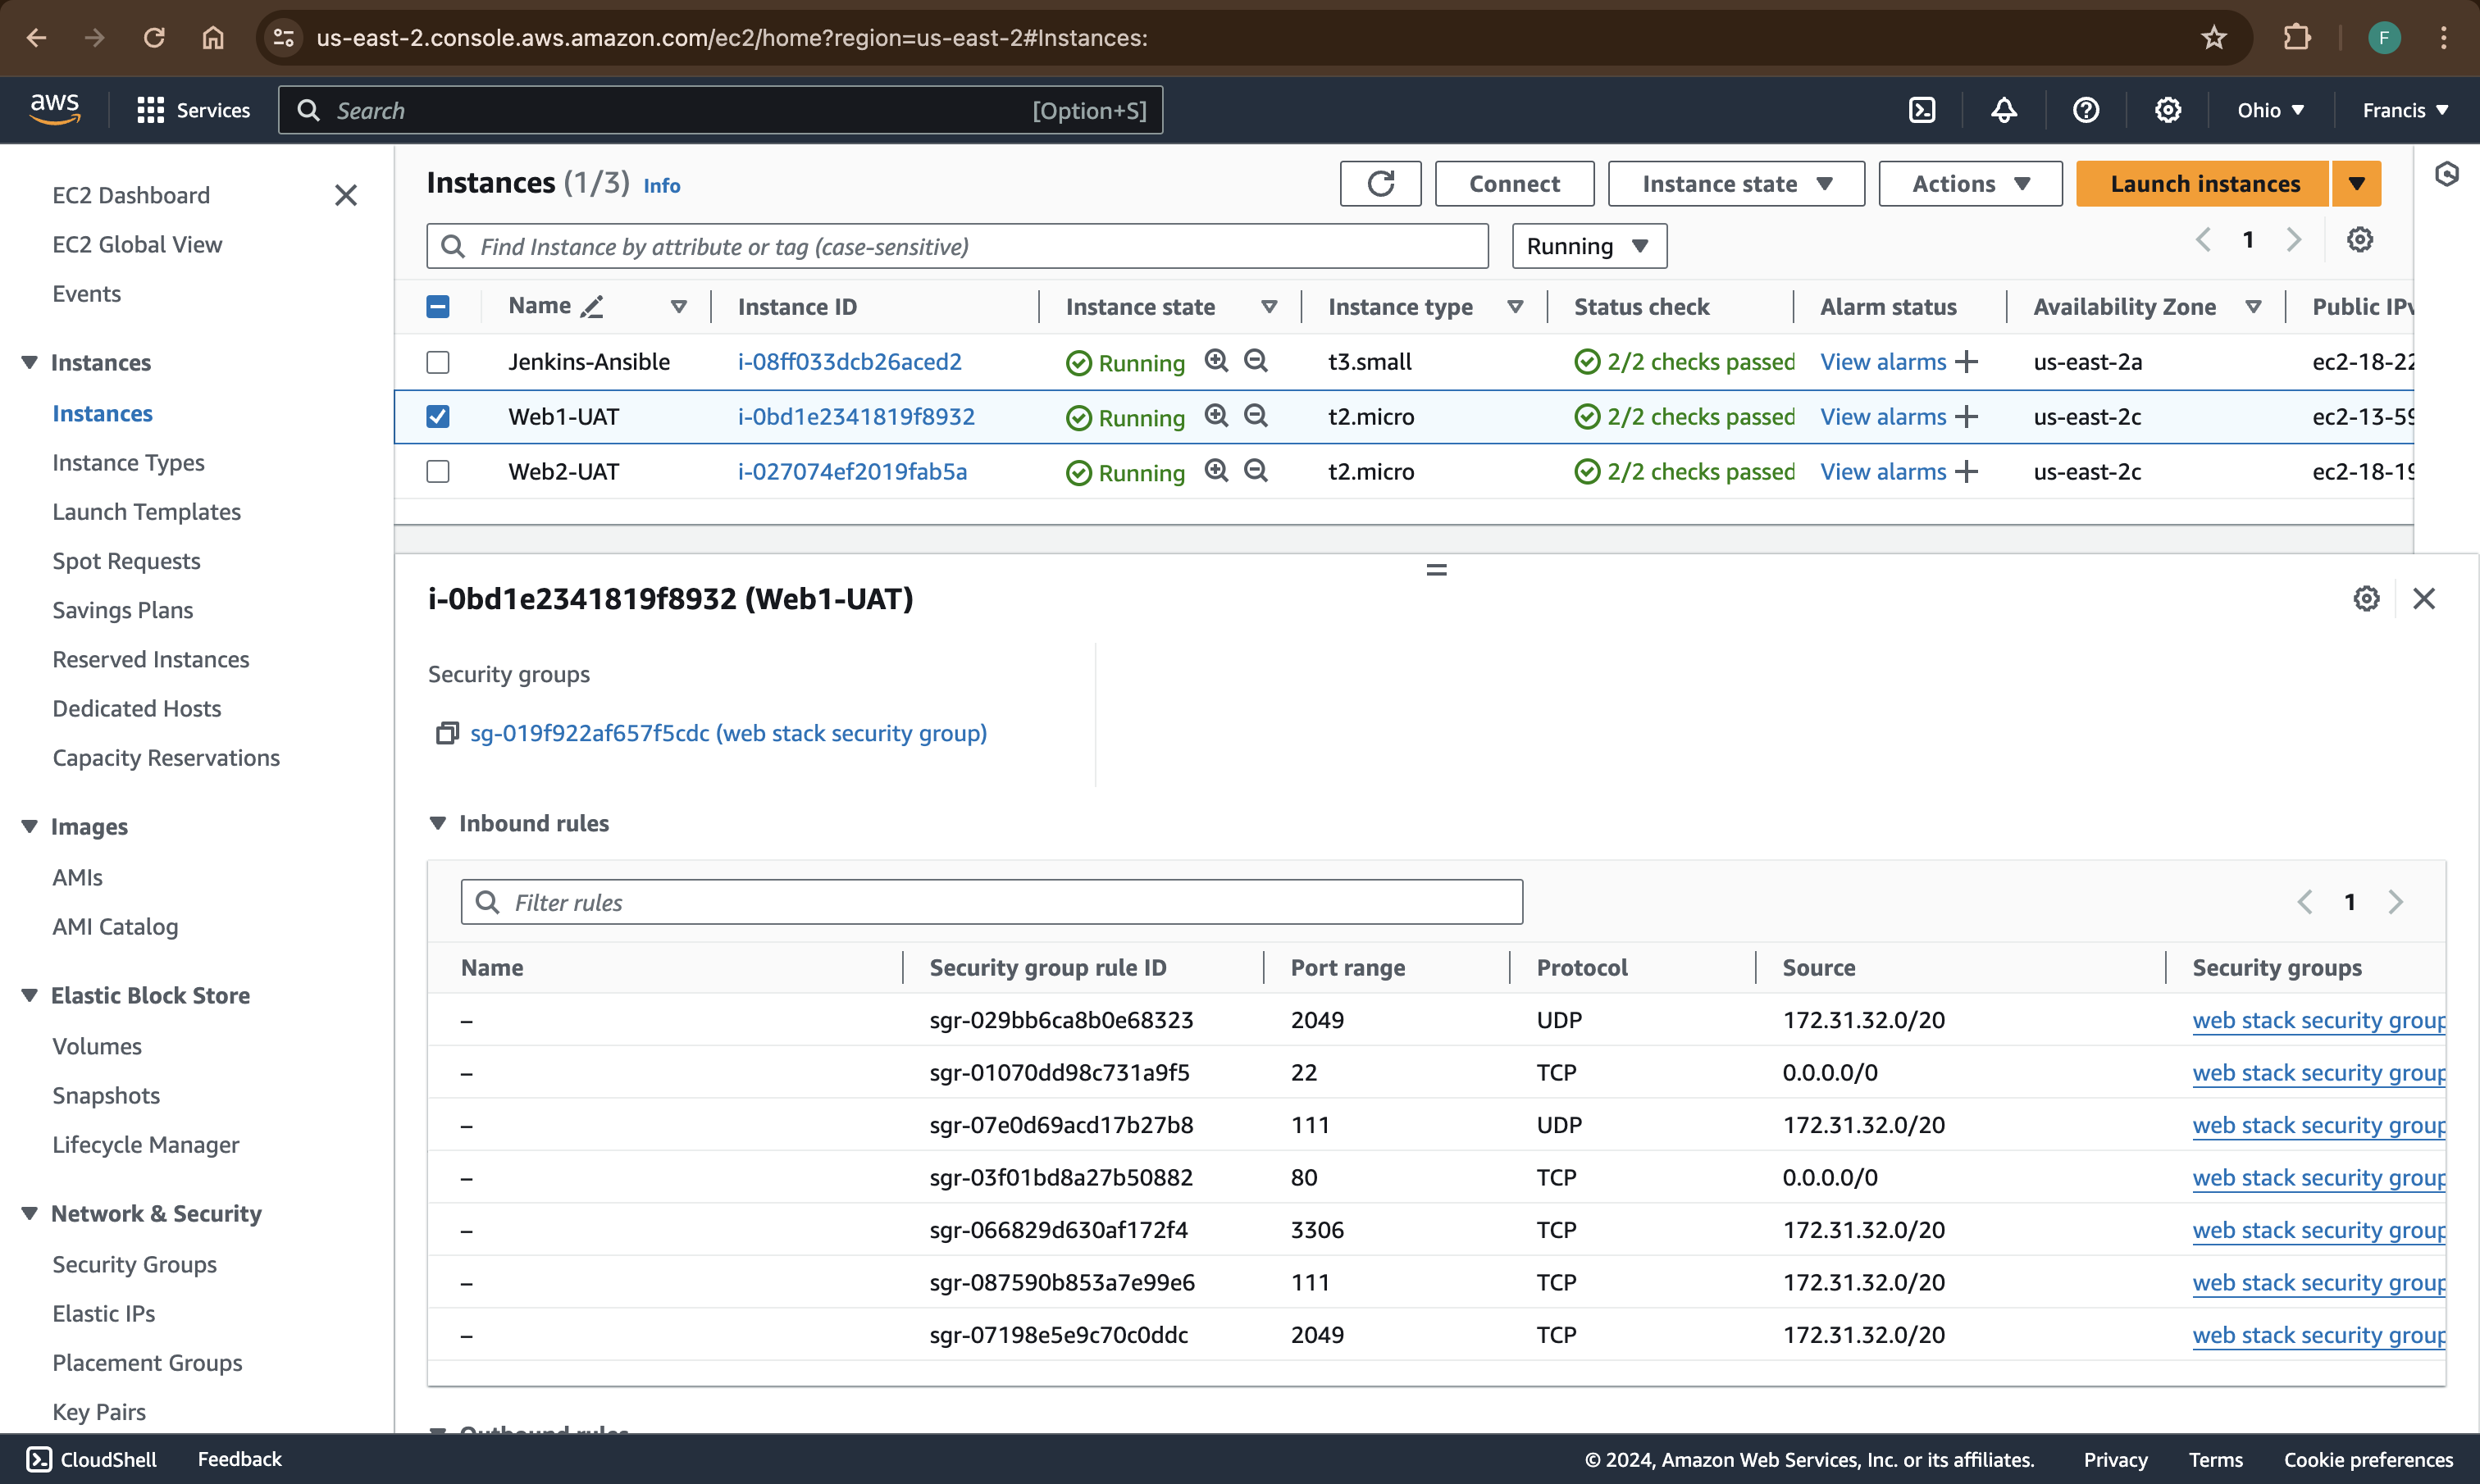 us-east-2.console.aws.amazon.com/ec2/home?region=us-east-2#Instances:
F
aws
Services
Search
[Option+S]
Ohio
Francis
EC2 Dashboard
EC2 Global View
Events
Instances
Instances
Instance Types
Launch Templates
Spot Requests
Savings Plans
Reserved Instances
Dedicated Hosts
Capacity Reservations
Images
AMIs
AMI Catalog
Elastic Block Store
Volumes
Snapshots
Lifecycle Manager
Network & Security
Security Groups
Elastic IPs
Placement Groups
Key Pairs
Instances (1/3) Info
Connect
Instance state
Actions
Launch instances
Find Instance by attribute or tag (case-sensitive)
Running
1
Name Instance ID Instance state Instance type Status check Alarm status Availability Zone Public IPv
Jenkins-Ansible i-08ff033dcb26aced2 Running t3.small 2/2 checks passed View alarms us-east-2a ec2-18-22
Web1-UAT i-0bd1e2341819f8932 Running t2.micro 2/2 checks passed View alarms us-east-2c ec2-13-59
Web2-UAT i-027074ef2019fab5a Running t2.micro 2/2 checks passed View alarms us-east-2c ec2-18-19
i-0bd1e2341819f8932 (Web1-UAT)
Security groups
sg-019f922af657f5cdc (web stack security group)
Inbound rules
Filter rules
1
Name Security group rule ID Port range Protocol Source Security groups
– sgr-029bb6ca8b0e68323 2049 UDP 172.31.32.0/20 web stack security group
– sgr-01070dd98c731a9f5 22 TCP 0.0.0.0/0 web stack security group
– sgr-07e0d69acd17b27b8 111 UDP 172.31.32.0/20 web stack security group
– sgr-03f01bd8a27b50882 80 TCP 0.0.0.0/0 web stack security group
– sgr-066829d630af172f4 3306 TCP 172.31.32.0/20 web stack security group
– sgr-087590b853a7e99e6 111 TCP 172.31.32.0/20 web stack security group
– sgr-07198e5e9c70c0ddc 2049 TCP 172.31.32.0/20 web stack security group
Outbound rules
CloudShell
Feedback
© 2024, Amazon Web Services, Inc. or its affiliates.
Privacy
Terms
Cookie preferences